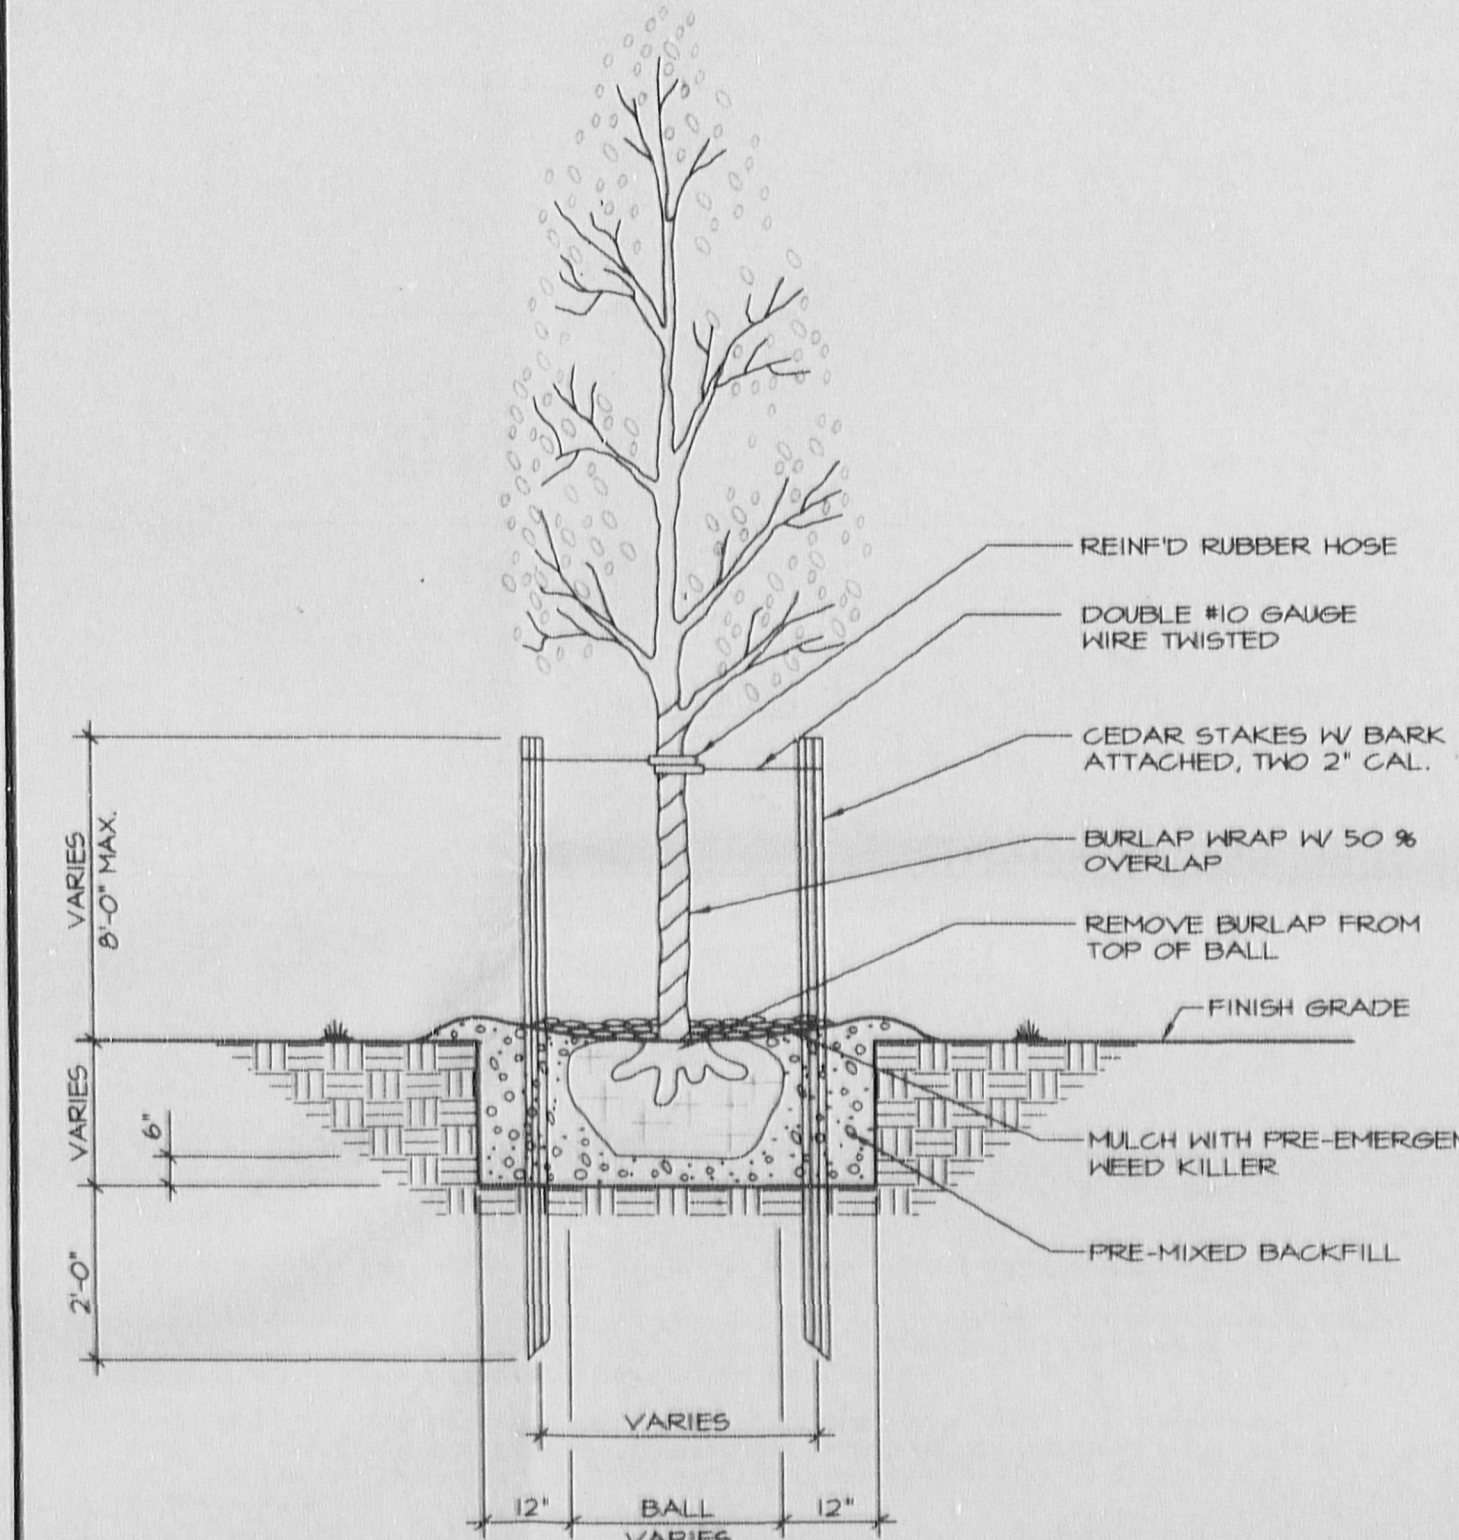 REINF'D RUBBER HOSE
DOUBLE #10 GAUGE
WIRE TWISTED
CEDAR STAKES W/ BARK
ATTACHED, TWO 2" CAL.
BURLAP WRAP W/ 50 %
OVERLAP
REMOVE BURLAP FROM
TOP OF BALL
FINISH GRADE
MULCH WITH PRE-EMERGEN
WEED KILLER
PRE-MIXED BACKFILL
VARIES
8'-0" MAX.
VARIES
6"
2'-0"
VARIES
12"
BALL
VARIES
12"